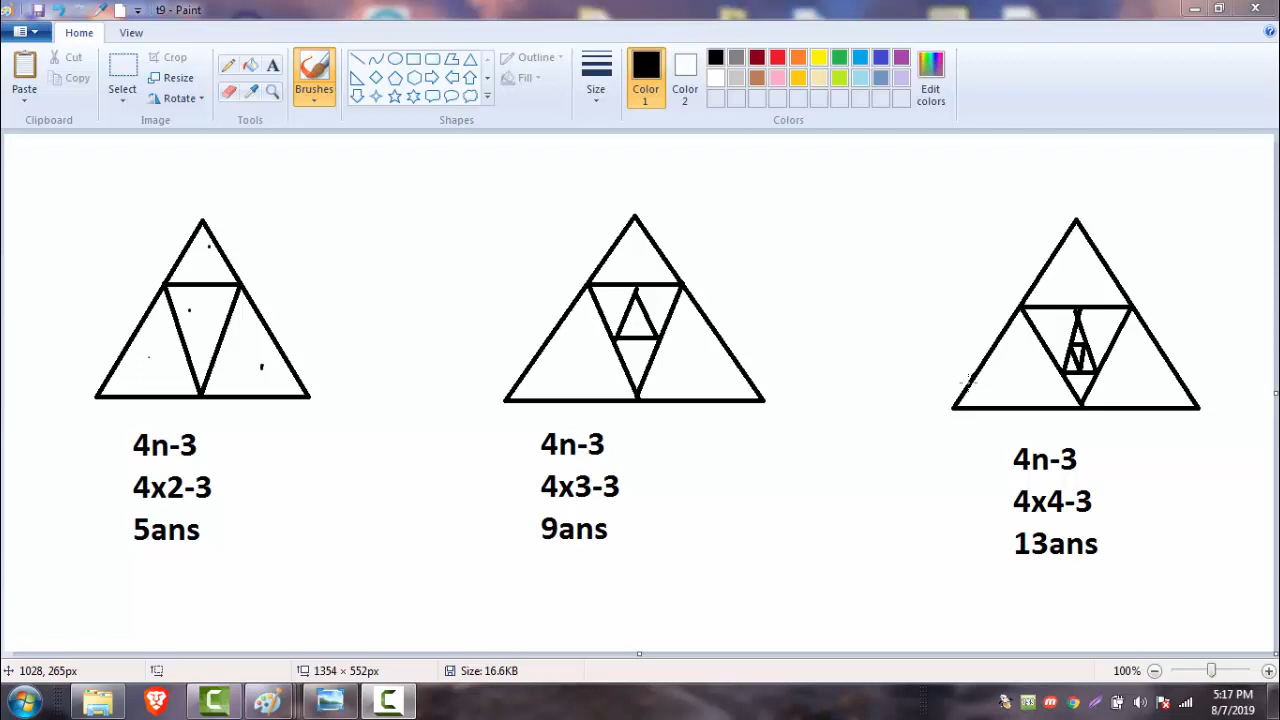 t9 - Paint
Home
View
Paste
Cut
Copy
Clipboard
Select
Crop
Resize
Rotate
Image
A
Tools
Brushes
Outline
Fill
Shapes
Size
Color 1
Color 2
Edit colors
Colors
4n-3
4x2-3
5ans
4n-3
4x3-3
9ans
4n-3
4x4-3
13ans
1028, 265px
1354 × 552px
Size: 16.6KB
100%
5:17 PM
8/7/2019